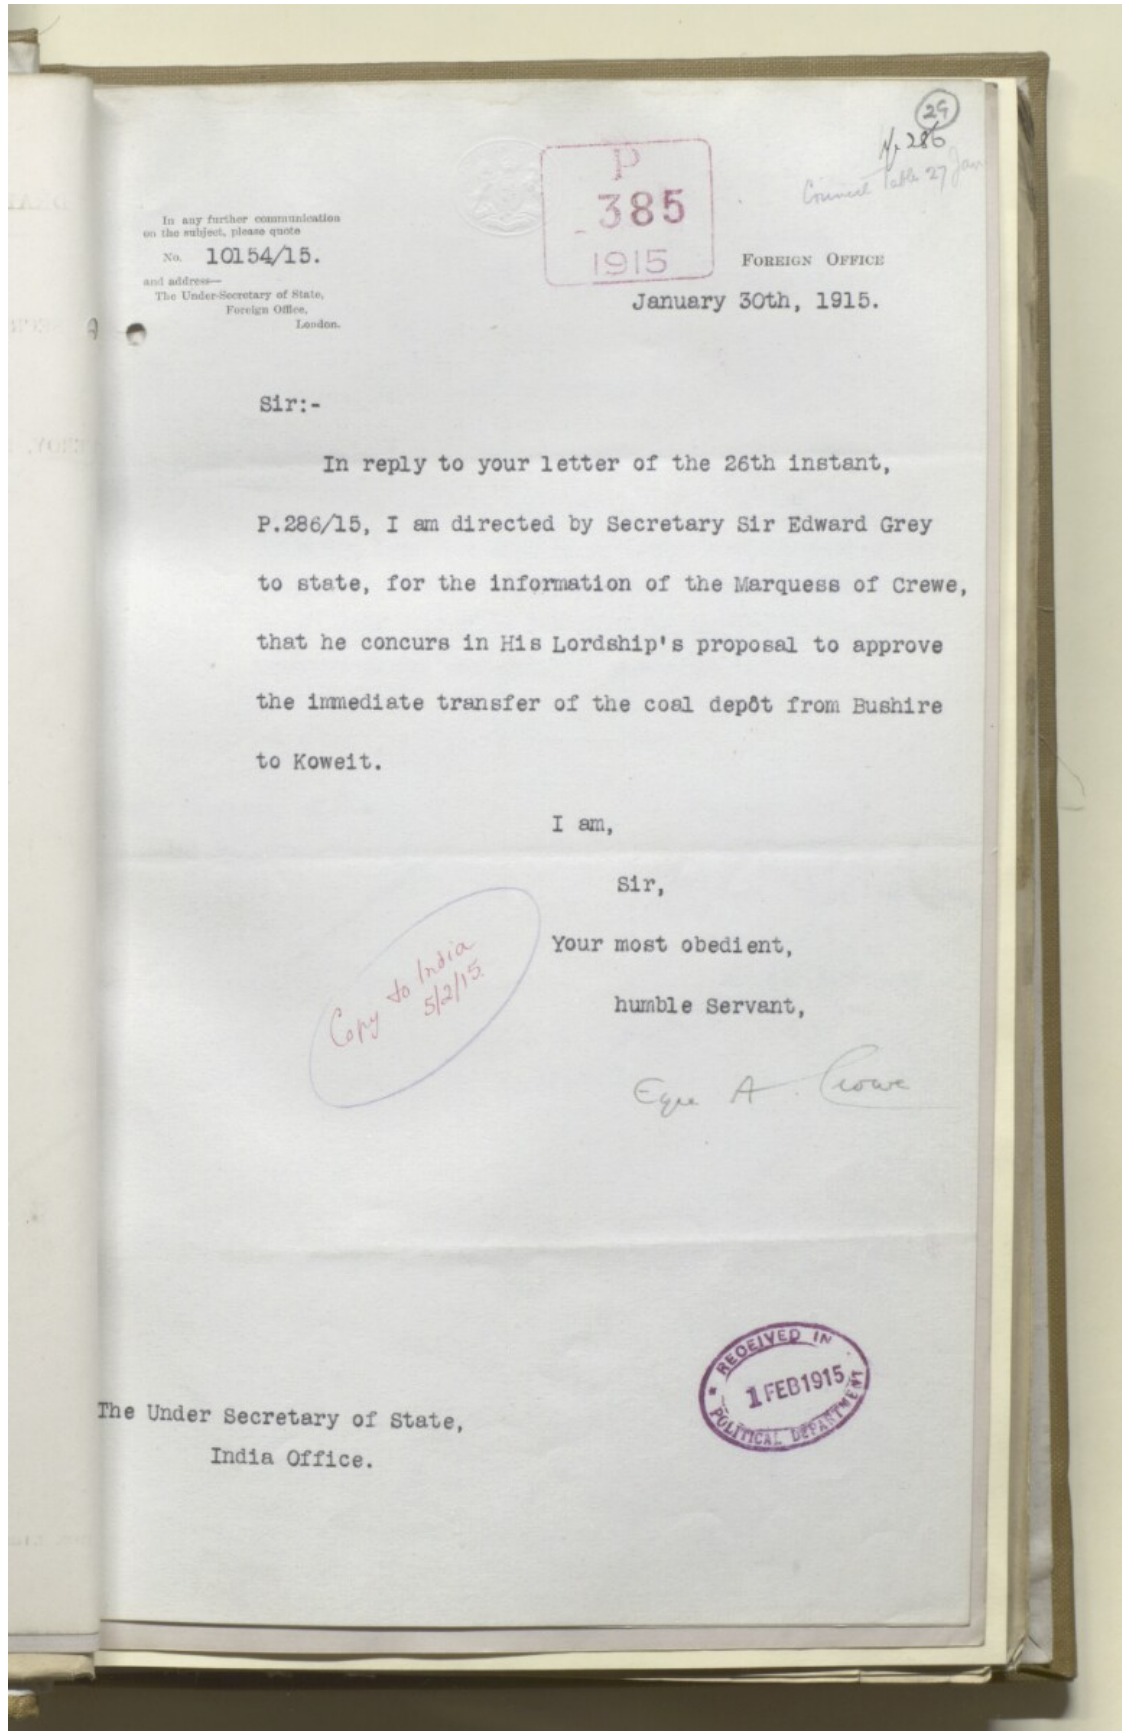 29
P. 286
Council Table 27 Jan
P
385
1915
In any further communication
on the subject, please quote
No. 10154/15.
and address—
The Under-Secretary of State,
Foreign Office,
London.
FOREIGN OFFICE
January 30th, 1915.
Sir:-
In reply to your letter of the 26th instant,
P.286/15, I am directed by Secretary Sir Edward Grey
to state, for the information of the Marquess of Crewe,
that he concurs in His Lordship's proposal to approve
the immediate transfer of the coal depôt from Bushire
to Koweit.
I am,
Sir,
Your most obedient,
humble Servant,
Eyre A. Crowe
Copy to India
5/2/15.
RECEIVED IN
1 FEB 1915
POLITICAL DEPARTMENT
The Under Secretary of State,
India Office.